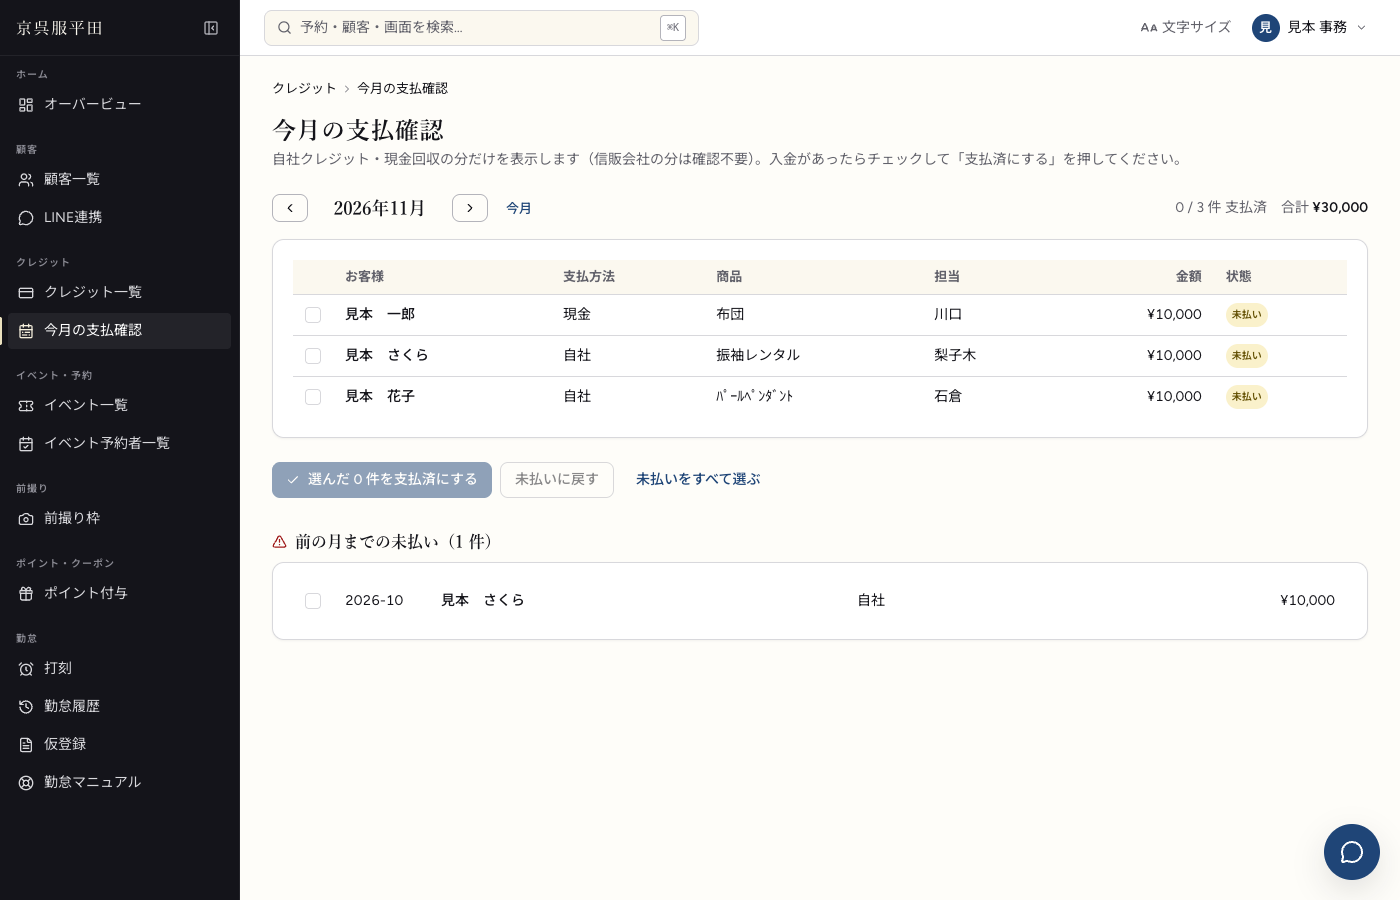 京呉服平田
予約・顧客・画面を検索...
⌘K
AA 文字サイズ
見
見本 事務
ホーム
オーバービュー
顧客
顧客一覧
LINE連携
クレジット
クレジット一覧
今月の支払確認
イベント・予約
イベント一覧
イベント予約者一覧
前撮り
前撮り枠
ポイント・クーポン
ポイント付与
勤怠
打刻
勤怠履歴
仮登録
勤怠マニュアル
クレジット › 今月の支払確認
今月の支払確認
自社クレジット・現金回収の分だけを表示します（信販会社の分は確認不要）。入金があったらチェックして「支払済にする」を押してください。
2026年11月
今月
0 / 3 件 支払済 合計 ¥30,000
お客様 支払方法 商品 担当 金額 状態
見本　一郎 現金 布団 川口 ¥10,000 未払い
見本　さくら 自社 振袖レンタル 梨子木 ¥10,000 未払い
見本　花子 自社 ﾊﾟｰﾙﾍﾟﾝﾀﾞﾝﾄ 石倉 ¥10,000 未払い
選んだ 0 件を支払済にする
未払いに戻す
未払いをすべて選ぶ
前の月までの未払い（1 件）
2026-10 見本　さくら 自社 ¥10,000